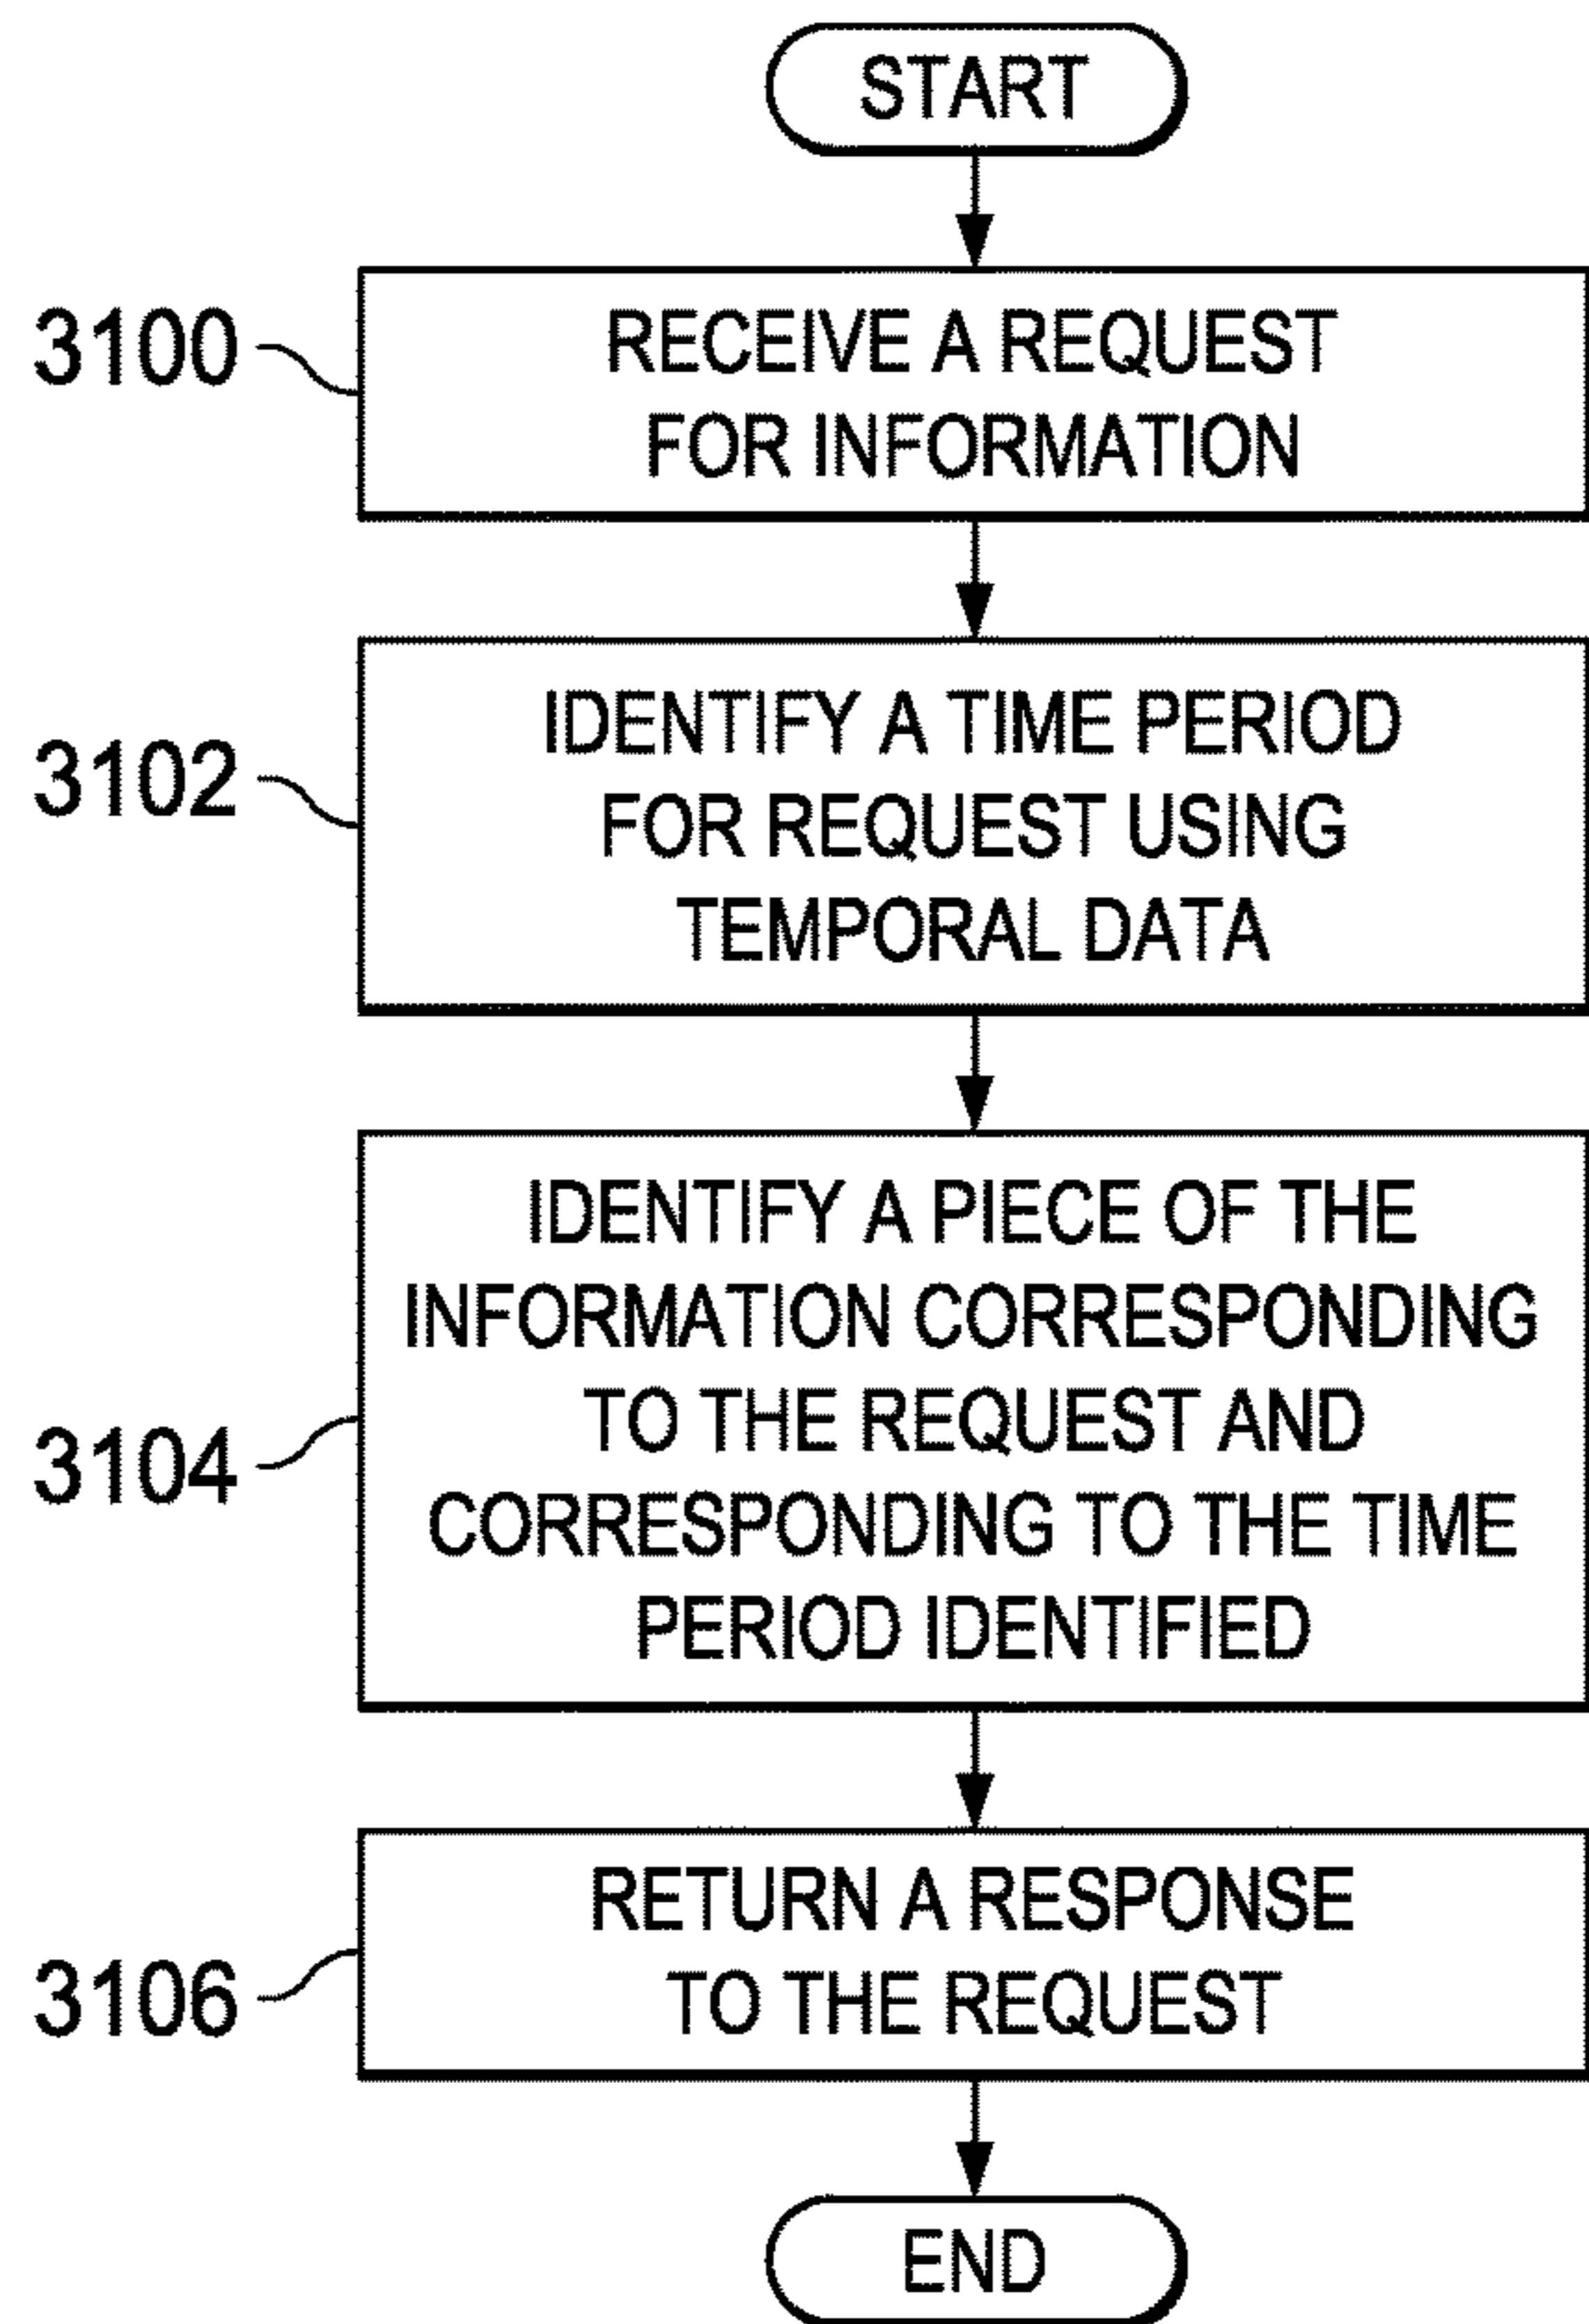 START
3100
RECEIVE A REQUEST
FOR INFORMATION
3102
IDENTIFY A TIME PERIOD
FOR REQUEST USING
TEMPORAL DATA
3104
IDENTIFY A PIECE OF THE
INFORMATION CORRESPONDING
TO THE REQUEST AND
CORRESPONDING TO THE TIME
PERIOD IDENTIFIED
3106
RETURN A RESPONSE
TO THE REQUEST
END